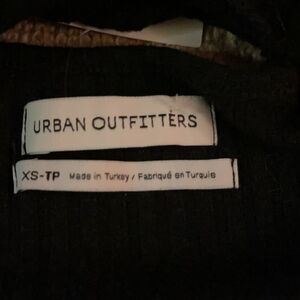 URBAN OUTFITTERS
XS-TP Made in Turkey / Fabriqué en Turquie